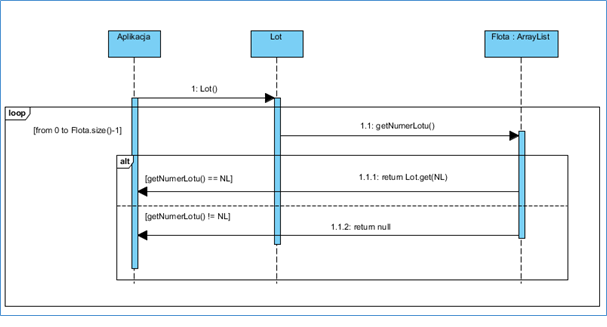 Aplikacja
Lot
Flota : ArrayList
1: Lot()
loop
[from 0 to Flota.size()-1]
1.1: getNumerLotu()
alt
[getNumerLotu() == NL]
1.1.1: return Lot.get(NL)
[getNumerLotu() != NL]
1.1.2: return null